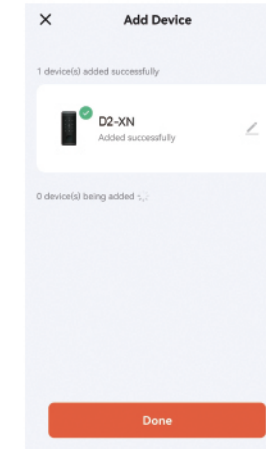 Add Device
1 device(s) added successfully
D2-XN
Added successfully
0 device(s) being added
Done